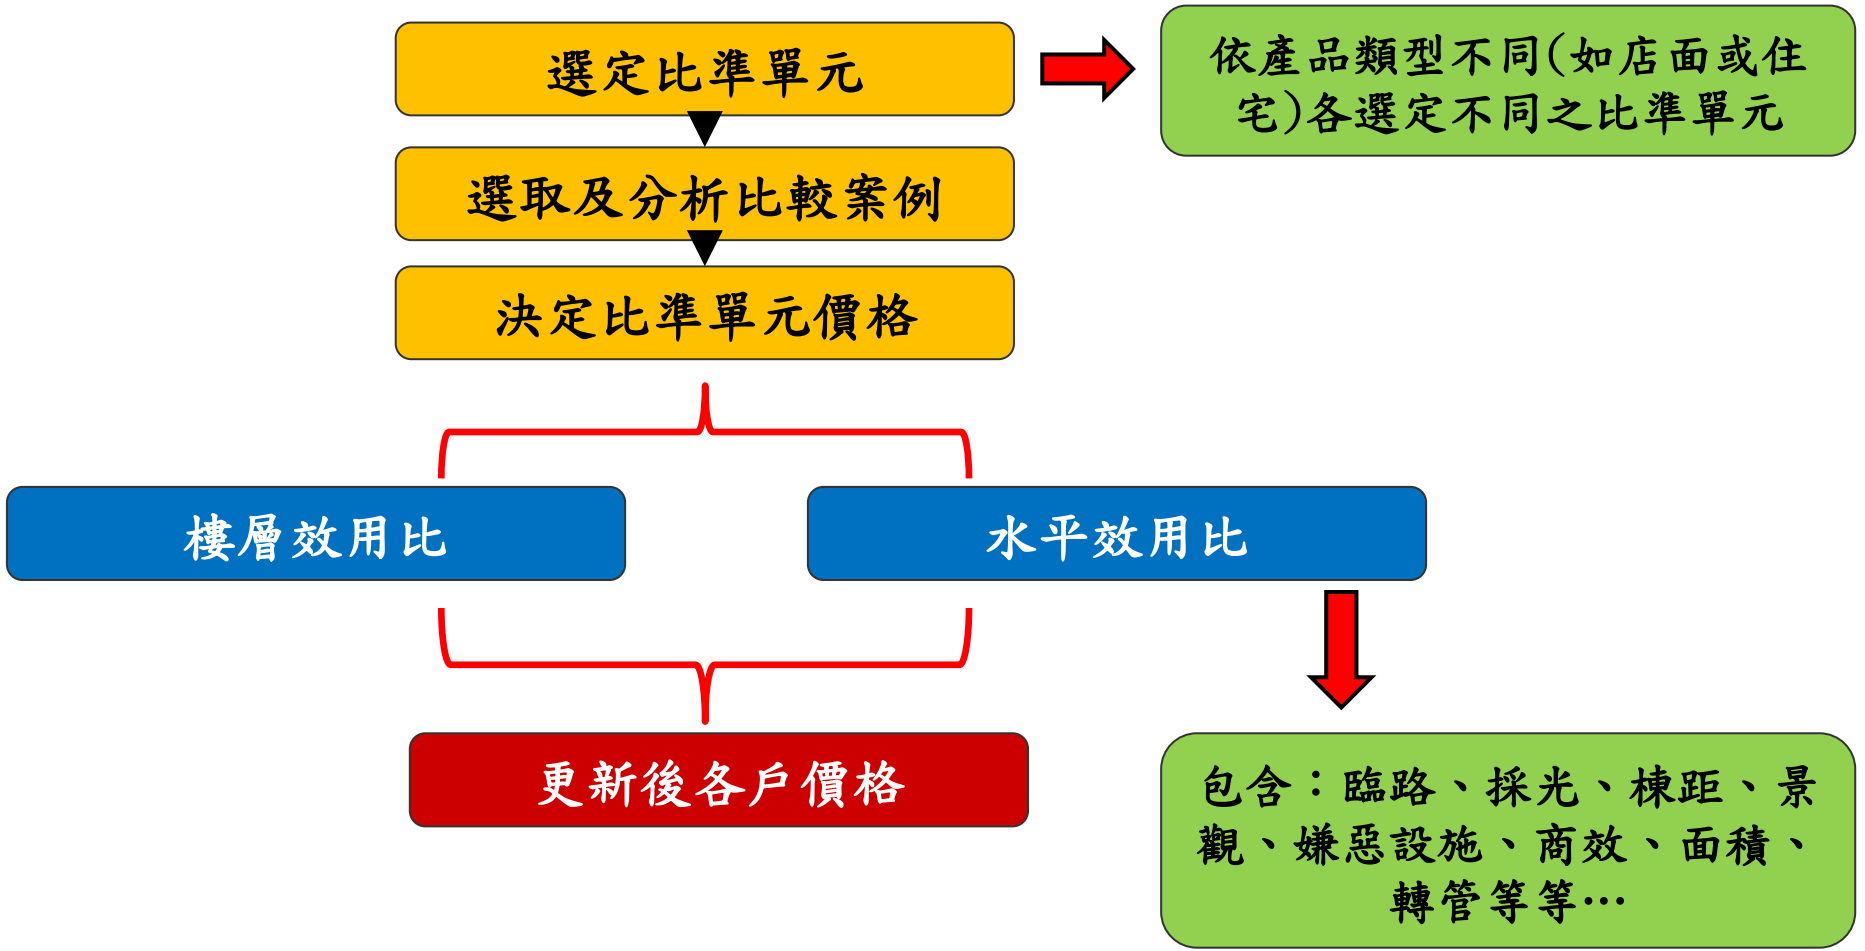 選定比準單元
依產品類型不同(如店面或住
宅)各選定不同之比準單元
選取及分析比較案例
決定比準單元價格
樓層效用比
水平效用比
更新後各戶價格
包含：臨路、採光、棟距、景
觀、嫌惡設施、商效、面積、
轉管等等…